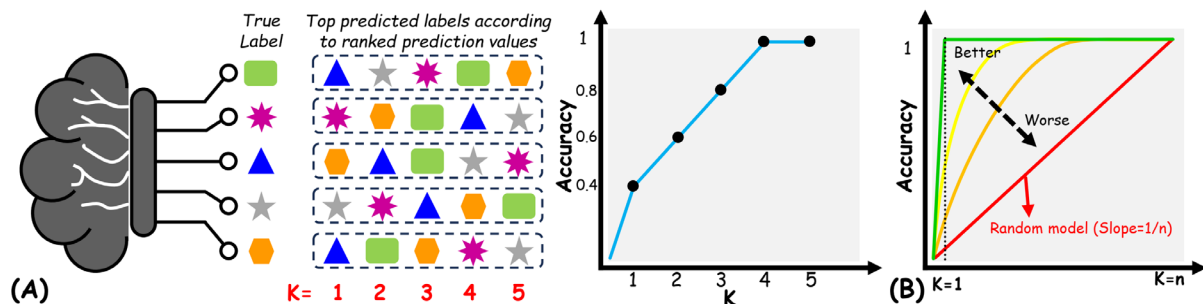 True
Label
Top predicted labels according
to ranked prediction values
K= 1 2 3 4 5
(A)
Accuracy
1
0.8
0.6
0.4
1 2 3 4 5
K
Accuracy
1
Better
Worse
Random model (Slope=1/n)
K=1
K=n
(B)